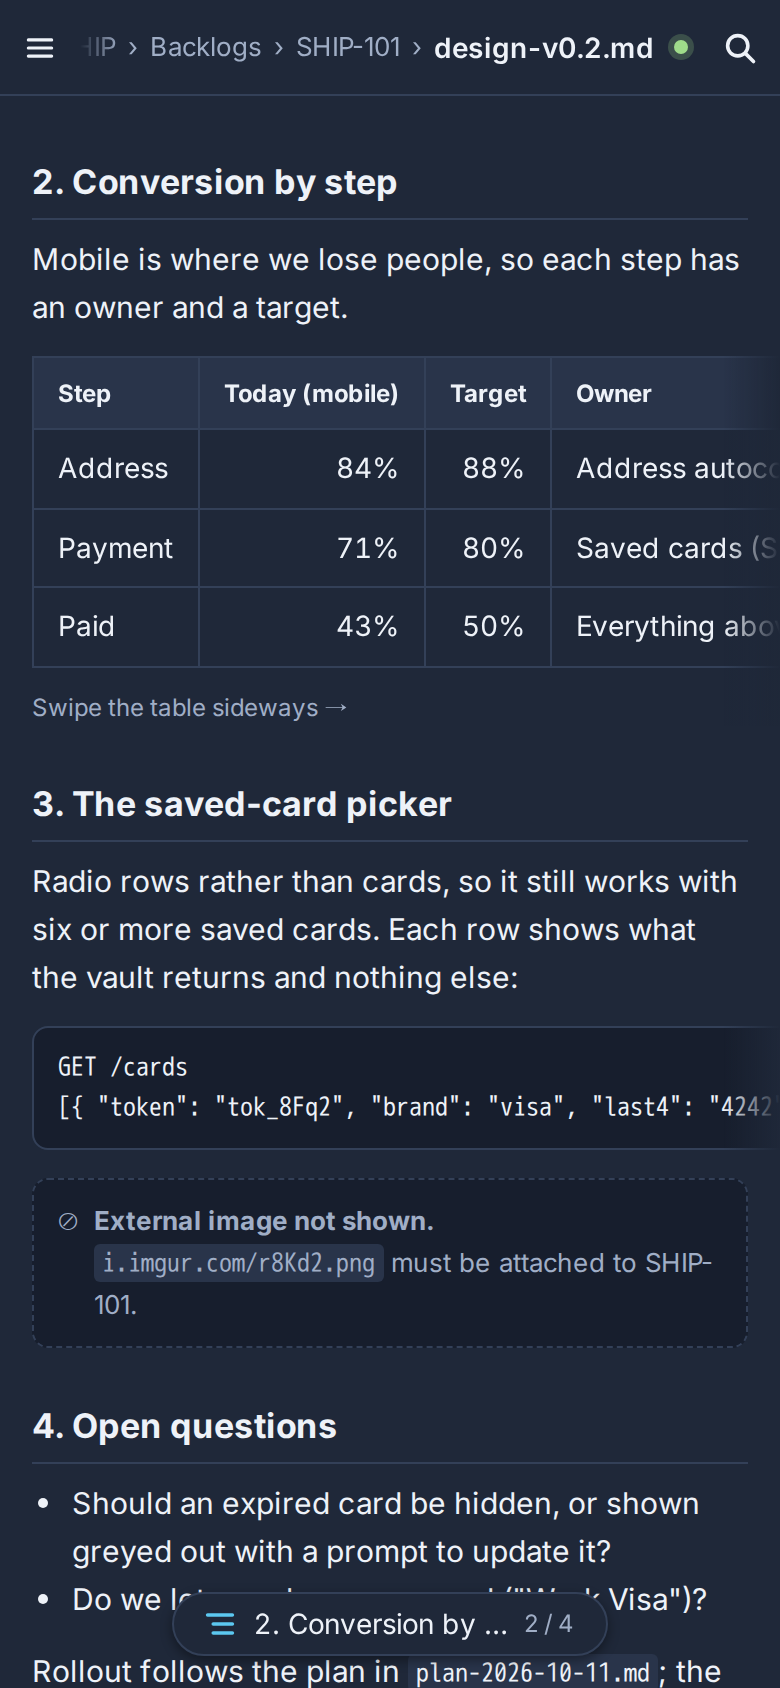 HIP › Backlogs › SHIP-101 › design-v0.2.md
2. Conversion by step
Mobile is where we lose people, so each step has
an owner and a target.
Step Today (mobile) Target Owner
Address 84% 88% Address autoco
Payment 71% 80% Saved cards (S
Paid 43% 50% Everything abov
Swipe the table sideways →
3. The saved-card picker
Radio rows rather than cards, so it still works with
six or more saved cards. Each row shows what
the vault returns and nothing else:
GET /cards
[{ "token": "tok_8Fq2", "brand": "visa", "last4": "4242"
External image not shown.
i.imgur.com/r8Kd2.png must be attached to SHIP-
101.
4. Open questions
• Should an expired card be hidden, or shown
greyed out with a prompt to update it?
• Do we Visa")?
2. Conversion by ... 2 / 4
Rollout follows the plan in plan-2026-10-11.md ; the